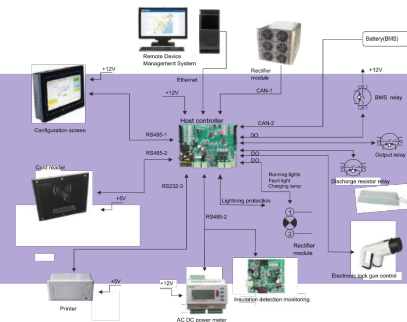 Remote Device
Management System
Rectifier
module
Battery(BMS)
+12V
Ethernet
+12V
CAN-1
+12V
BMS relay
Host controller
CAN-2
Configuration screen
RS485-1
DO
DO
Output relay
Card reader
RS485-2
DO
DO
RS232-3
Running lights
Fault light
Charging lamp
Discharge resistor relay
+5V
Lightning protection
1
RS485-2
2
Rectifier
module
Electronic lock gun control
+5V
+12V
Printer
Insulation detection monitoring
AC DC power meter